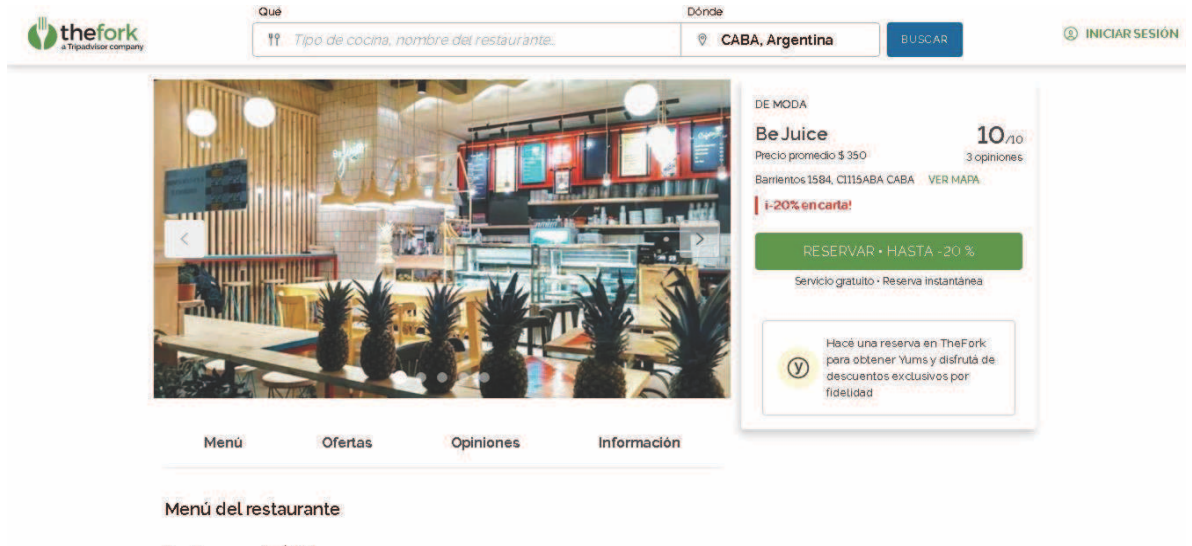 Qué
Dónde
thefork
a Tripadvisor company
Tipo de cocina, nombre del restaurante...
CABA, Argentina
BUSCAR
INICIAR SESIÓN
DE MODA
Be Juice
10/10
Precio promedio $ 350
3 opiniones
Barrientos 1584, C1115ABA CABA
VER MAPA
¡-20% en carta!
RESERVAR • HASTA -20 %
Servicio gratuito • Reserva instantánea
y
Hacé una reserva en TheFork
para obtener Yums y disfrutá de
descuentos exclusivos por
fidelidad
Menú
Ofertas
Opiniones
Información
Menú del restaurante